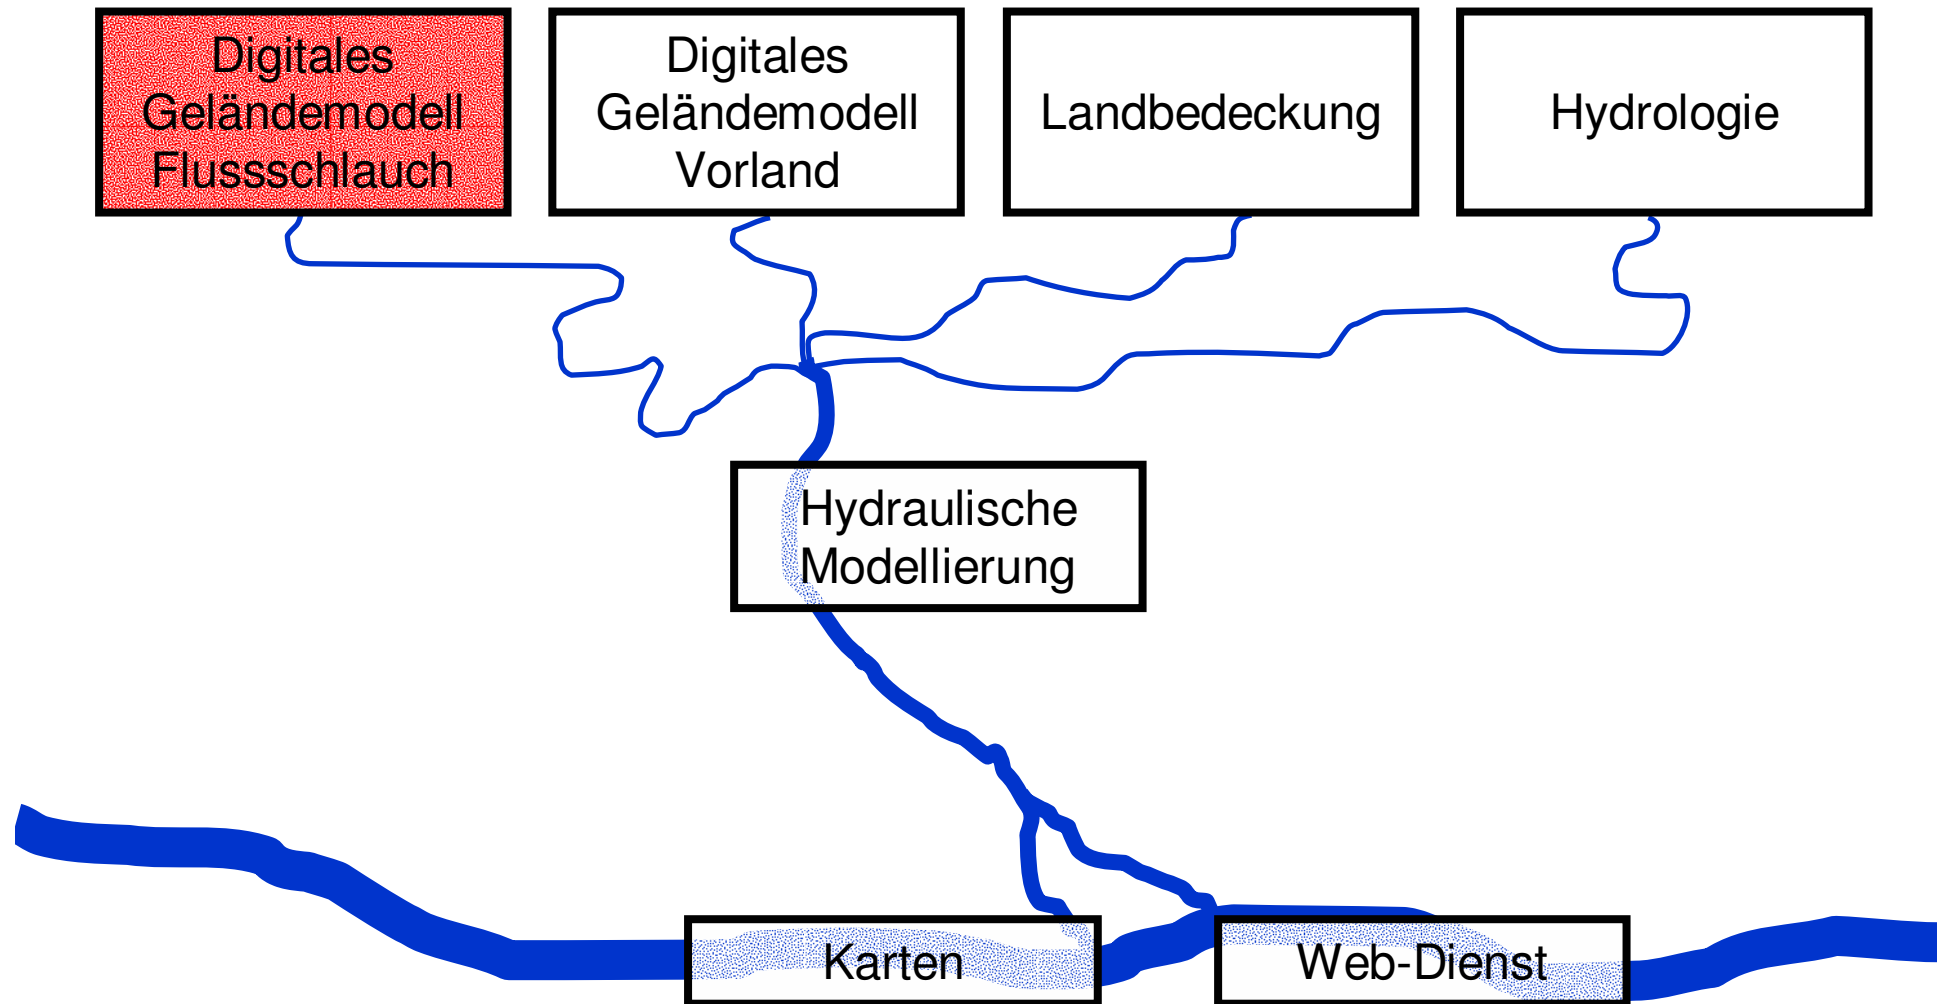 Digitales
Geländemodell
Flussschlauch
Digitales
Geländemodell
Vorland
Landbedeckung
Hydrologie
Hydraulische
Modellierung
Karten
Web-Dienst